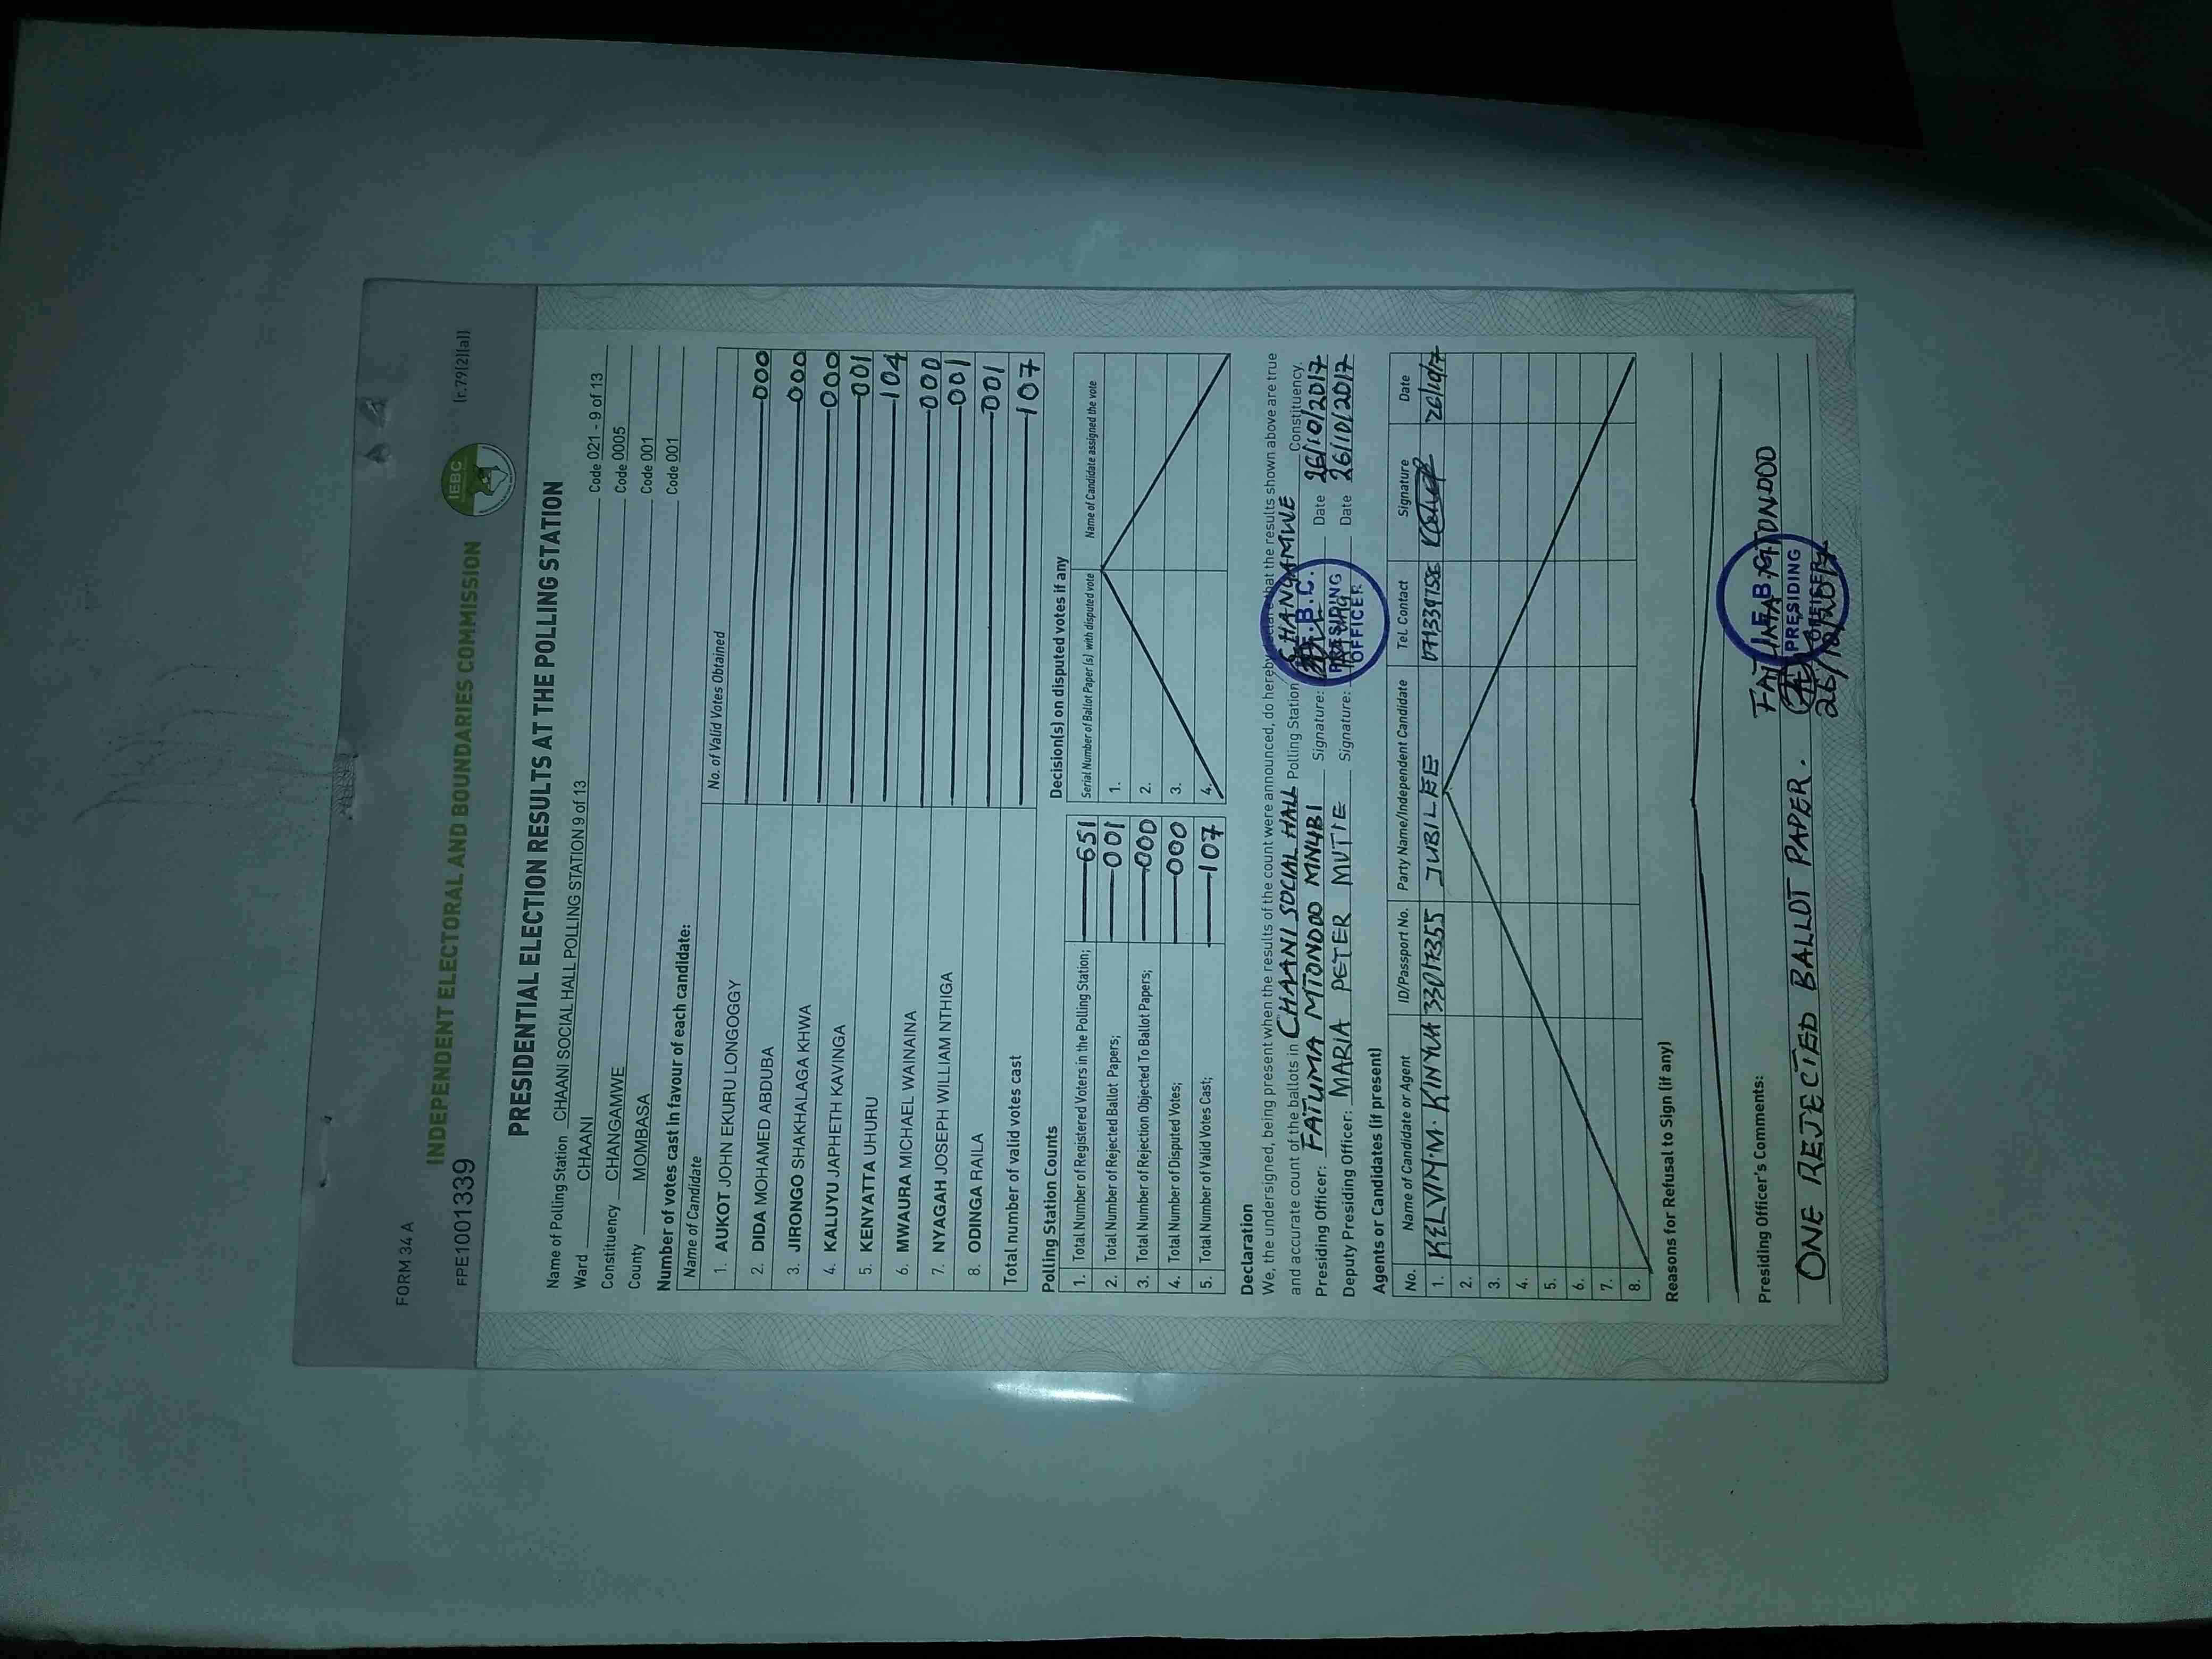 FORM 34 A
(r.79(2)(a))
INDEPENDENT ELECTORAL AND BOUNDARIES COMMISSION
IEBC
FPE1001339
PRESIDENTIAL ELECTION RESULTS AT THE POLLING STATION
Name of Polling Station CHAANI SOCIAL HALL POLLING STATION 9 of 13 Code 021 - 9 of 13
Ward CHAANI Code 0005
Constituency CHANGAMWE Code 001
County MOMBASA Code 001
Number of votes cast in favour of each candidate:
Name of Candidate No. of Valid Votes Obtained
1. AUKOT JOHN EKURU LONGOGGY 000
2. DIDA MOHAMED ABDUBA 000
3. JIRONGO SHAKHALAGA KHWA 000
4. KALUYU JAPHETH KAVINGA 001
5. KENYATTA UHURU 104
6. MWAURA MICHAEL WAINAINA 000
7. NYAGAH JOSEPH WILLIAM NTHIGA 001
8. ODINGA RAILA 001
Total number of valid votes cast 107
Polling Station Counts
1. Total Number of Registered Voters in the Polling Station; 651
2. Total Number of Rejected Ballot Papers; 001
3. Total Number of Rejection Objected To Ballot Papers; 000
4. Total Number of Disputed Votes; 000
5. Total Number of Valid Votes Cast; 107
Decision(s) on disputed votes if any
Serial Number of Ballot Paper (s) with disputed vote Name of Candidate assigned the vote
1.
2.
3.
4.
Declaration
We, the undersigned, being present when the results of the count were announced, do hereby declare that the results shown above are true
and accurate count of the ballots in CHAANI SOCIAL HALL Polling Station CHANGAMWE Constituency.
Presiding Officer: FATUMA MTONDOO MNUBI Signature: Date 26/10/2017
Deputy Presiding Officer: MARIA PETER MUTIE Signature: Date 26/10/2017
I.E.B.C.
PRESIDING
OFFICER
Agents or Candidates (if present)
No. Name of Candidate or Agent ID/Passport No. Party Name/Independent Candidate Tel. Contact Signature Date
1. KELVIN.M. KINYUA 33017355 JUBILEE 0713397586 26/10/17
2.
3.
4.
5.
6.
7.
8.
Reasons for Refusal to Sign (if any)
Presiding Officer's Comments:
ONE REJECTED BALLOT PAPER.
PRESIDING
OFFICER
26/10/2017